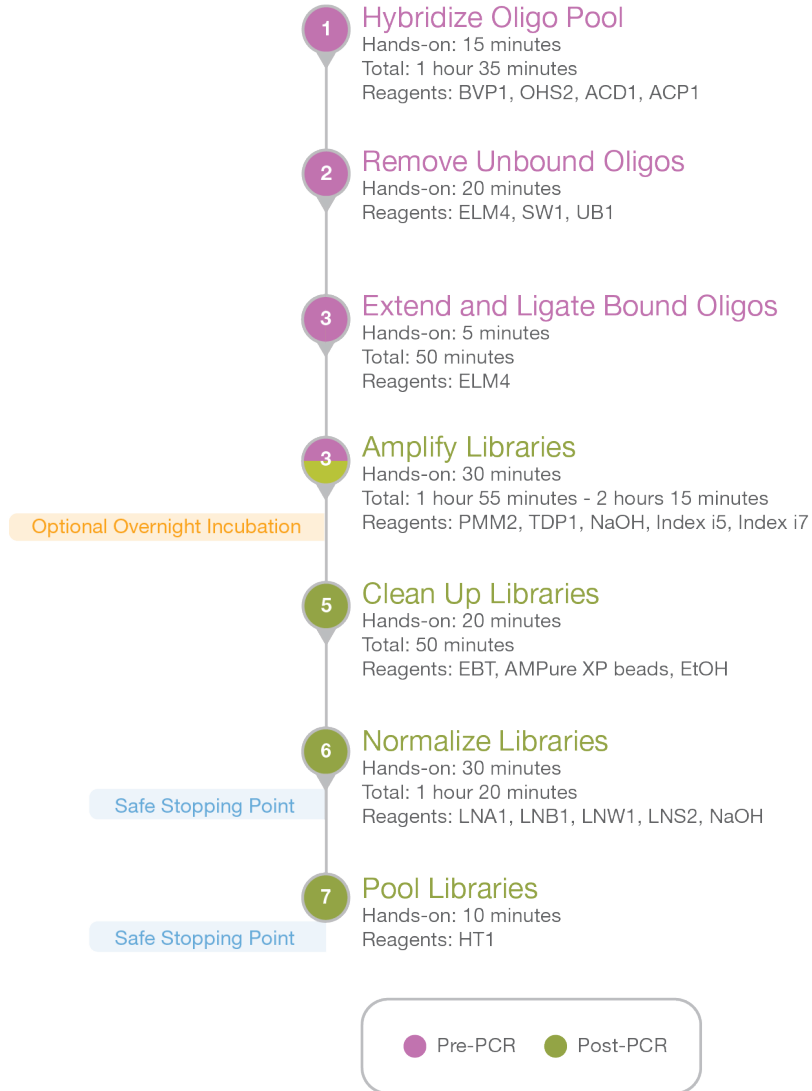 1
Hybridize Oligo Pool
Hands-on: 15 minutes
Total: 1 hour 35 minutes
Reagents: BVP1, OHS2, ACD1, ACP1
2
Remove Unbound Oligos
Hands-on: 20 minutes
Reagents: ELM4, SW1, UB1
3
Extend and Ligate Bound Oligos
Hands-on: 5 minutes
Total: 50 minutes
Reagents: ELM4
3
Amplify Libraries
Hands-on: 30 minutes
Total: 1 hour 55 minutes - 2 hours 15 minutes
Reagents: PMM2, TDP1, NaOH, Index i5, Index i7
Optional Overnight Incubation
5
Clean Up Libraries
Hands-on: 20 minutes
Total: 50 minutes
Reagents: EBT, AMPure XP beads, EtOH
6
Normalize Libraries
Hands-on: 30 minutes
Total: 1 hour 20 minutes
Reagents: LNA1, LNB1, LNW1, LNS2, NaOH
Safe Stopping Point
7
Pool Libraries
Hands-on: 10 minutes
Reagents: HT1
Safe Stopping Point
Pre-PCR
Post-PCR